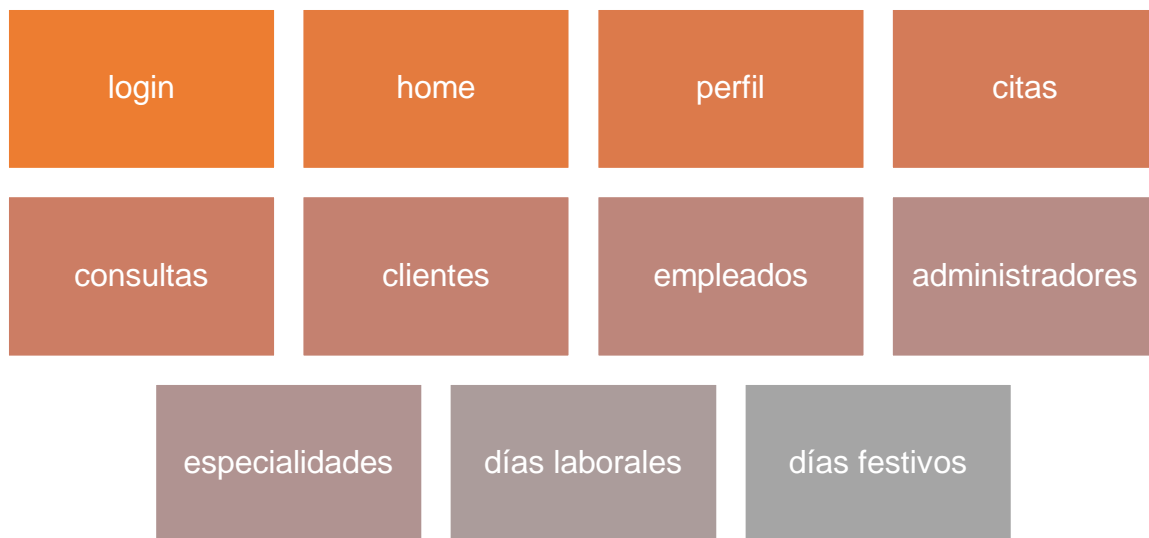 login
home
perfil
citas
consultas
clientes
empleados
administradores
especialidades
días laborales
días festivos